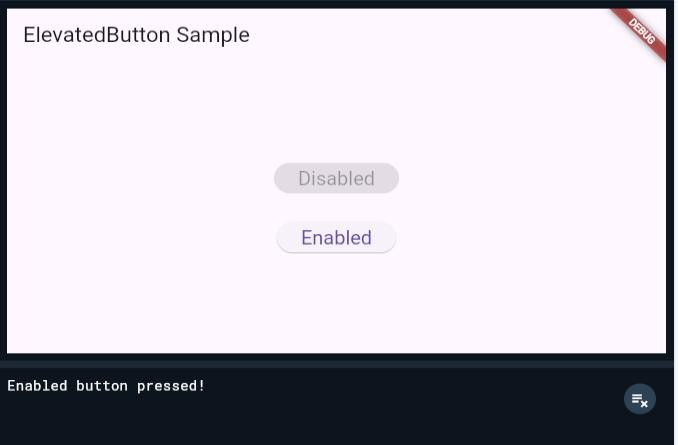 ElevatedButton Sample
DEBUG
Disabled
Enabled
Enabled button pressed!